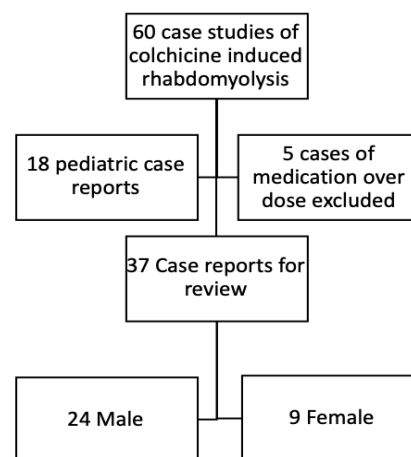 60 case studies of
colchicine induced
rhabdomyolysis
18 pediatric case
reports
5 cases of
medication over
dose excluded
37 Case reports for
review
24 Male
9 Female